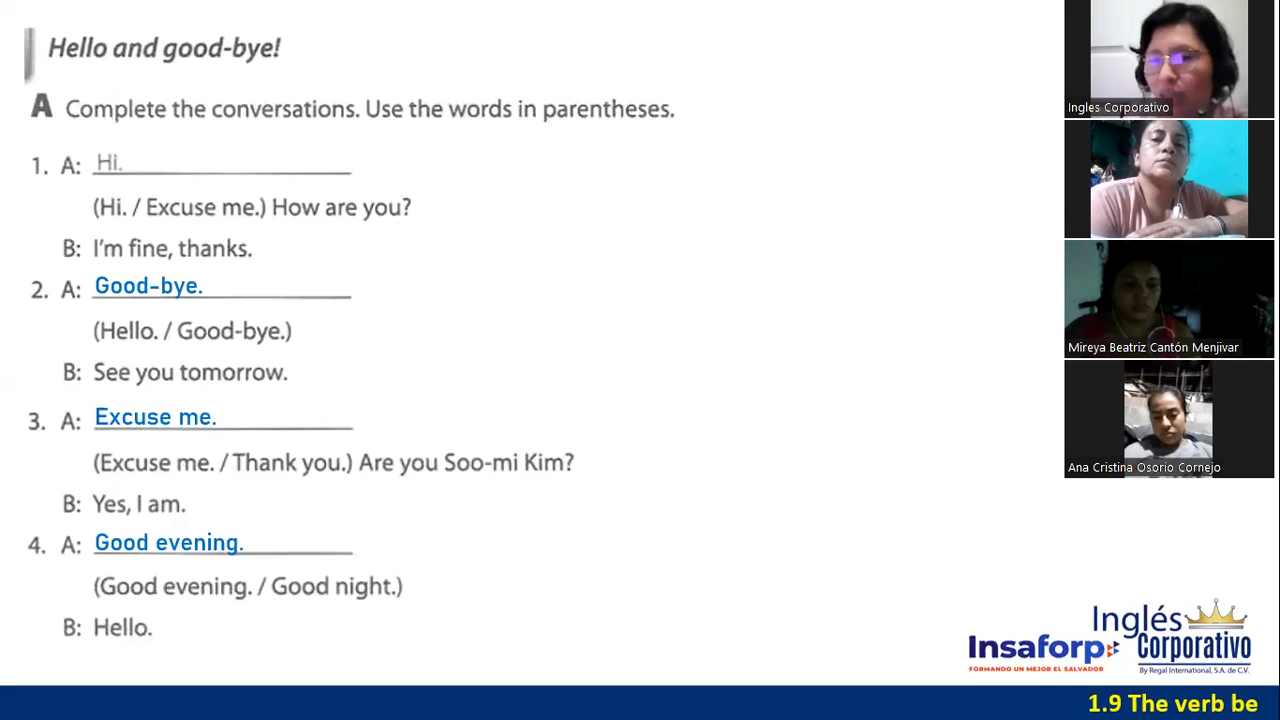 Hello and good-bye!
A Complete the conversations. Use the words in parentheses.
1. A: Hi.
(Hi. / Excuse me.) How are you?
B: I'm fine, thanks.
2. A: Good-bye.
(Hello. / Good-bye.)
B: See you tomorrow.
3. A: Excuse me.
(Excuse me. / Thank you.) Are you Soo-mi Kim?
B: Yes, I am.
4. A: Good evening.
(Good evening. / Good night.)
B: Hello.
Ingles Corporativo
Mireya Beatriz Cantón Menjivar
Ana Cristina Osorio Cornejo
Insaforp
FORMANDO UN MEJOR EL SALVADOR
Inglés
Corporativo
By Regal International, S.A. de C.V.
1.9 The verb be